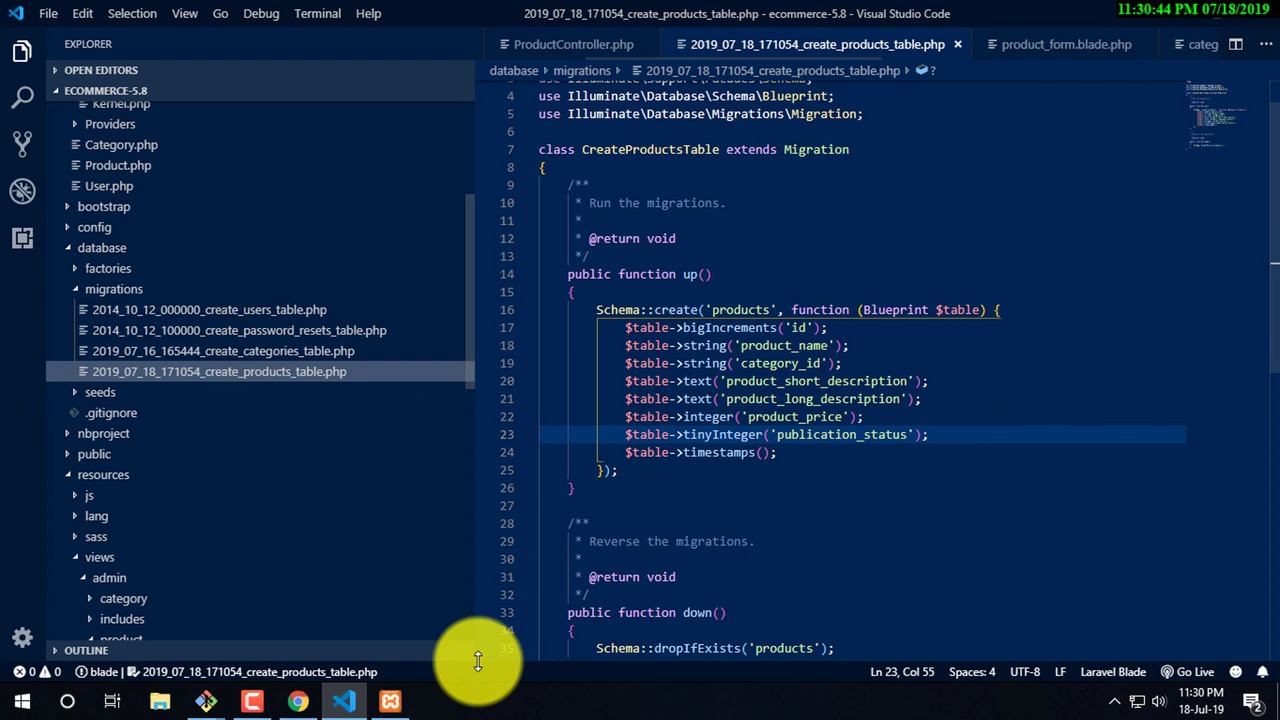 File Edit Selection View Go Debug Terminal Help
2019_07_18_171054_create_products_table.php - ecommerce-5.8 - Visual Studio Code
11:30:44 PM 07/18/2019
EXPLORER
OPEN EDITORS
ECOMMERCE-5.8
Kernel.php
Providers
Category.php
Product.php
User.php
bootstrap
config
database
factories
migrations
2014_10_12_000000_create_users_table.php
2014_10_12_100000_create_password_resets_table.php
2019_07_16_165444_create_categories_table.php
2019_07_18_171054_create_products_table.php
seeds
.gitignore
nbproject
public
resources
js
lang
sass
views
admin
category
includes
product
OUTLINE
ProductController.php
2019_07_18_171054_create_products_table.php
product_form.blade.php
categ
database › migrations › 2019_07_18_171054_create_products_table.php › ?
3 use Illuminate\Support\Facades\Schema;
4 use Illuminate\Database\Schema\Blueprint;
5 use Illuminate\Database\Migrations\Migration;
6
7 class CreateProductsTable extends Migration
8 {
9 /**
10 * Run the migrations.
11 *
12 * @return void
13 */
14 public function up()
15 {
16 Schema::create('products', function (Blueprint $table) {
17 $table->bigIncrements('id');
18 $table->string('product_name');
19 $table->string('category_id');
20 $table->text('product_short_description');
21 $table->text('product_long_description');
22 $table->integer('product_price');
23 $table->tinyInteger('publication_status');
24 $table->timestamps();
25 });
26 }
27
28 /**
29 * Reverse the migrations.
30 *
31 * @return void
32 */
33 public function down()
34 {
35 Schema::dropIfExists('products');
0 0 blade 2019_07_18_171054_create_products_table.php
Ln 23, Col 55 Spaces: 4 UTF-8 LF Laravel Blade Go Live
11:30 PM
18-Jul-19
2